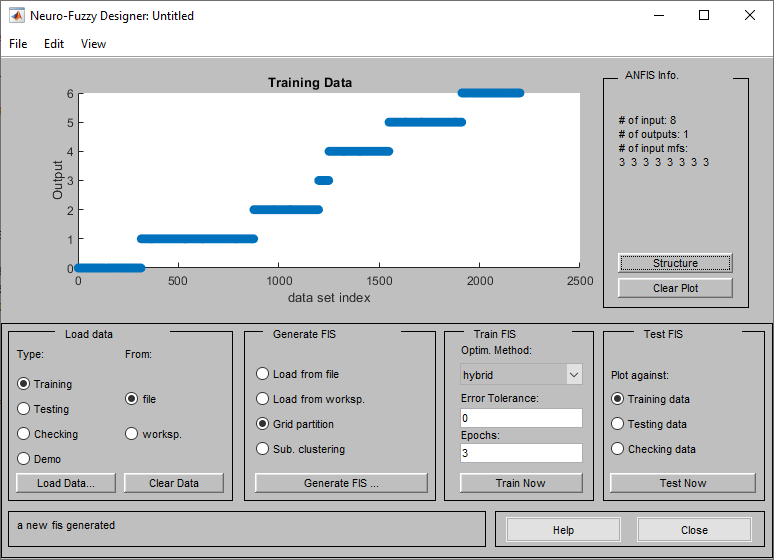 Neuro-Fuzzy Designer: Untitled
File Edit View
Training Data
6
5
4
3
2
1
0
Output
0 500 1000 1500 2000 2500
data set index
ANFIS Info.
# of input: 8
# of outputs: 1
# of input mfs:
3 3 3 3 3 3 3 3
Structure
Clear Plot
Load data
Type: From:
Training
Testing
Checking
Demo
file
worksp.
Load Data...
Clear Data
Generate FIS
Load from file
Load from worksp.
Grid partition
Sub. clustering
Generate FIS ...
Train FIS
Optim. Method:
hybrid
Error Tolerance:
0
Epochs:
3
Train Now
Test FIS
Plot against:
Training data
Testing data
Checking data
Test Now
a new fis generated
Help
Close